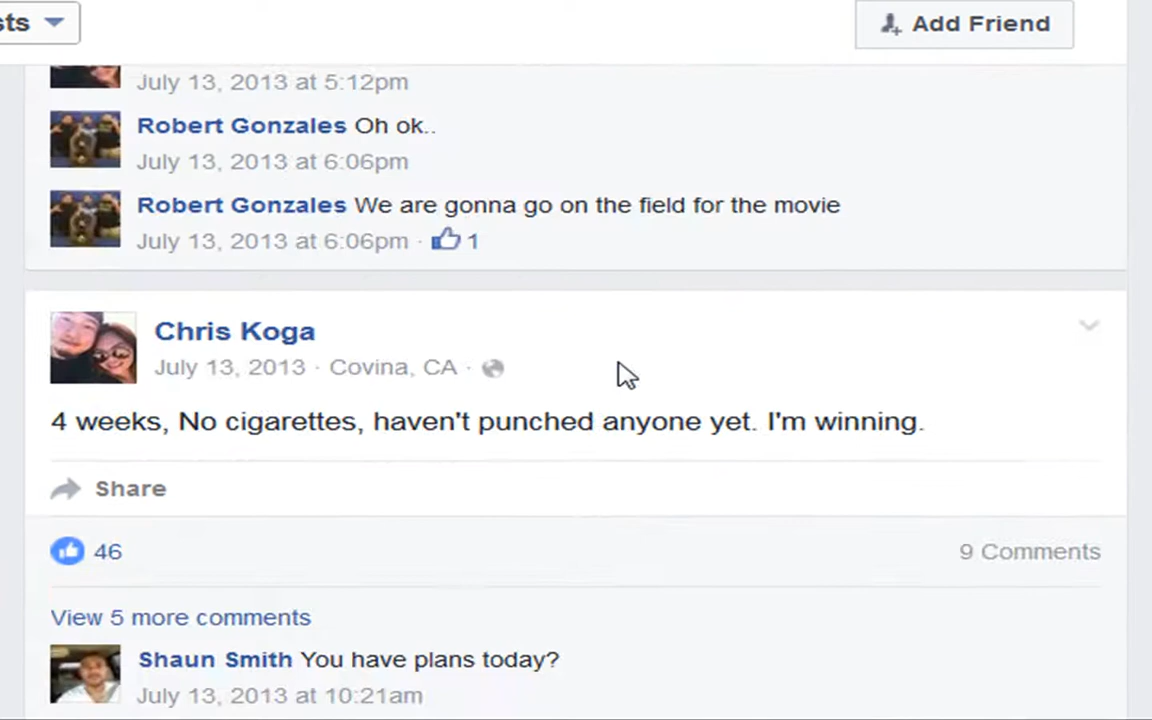 sts
Add Friend
July 13, 2013 at 5:12pm
Robert Gonzales Oh ok..
July 13, 2013 at 6:06pm
Robert Gonzales We are gonna go on the field for the movie
July 13, 2013 at 6:06pm · 1
Chris Koga
July 13, 2013 · Covina, CA ·
4 weeks, No cigarettes, haven't punched anyone yet. I'm winning.
Share
46
9 Comments
View 5 more comments
Shaun Smith You have plans today?
July 13, 2013 at 10:21am